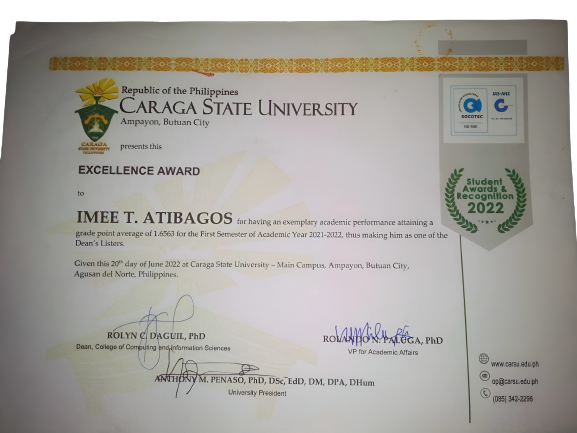 Republic of the Philippines
CARAGA STATE UNIVERSITY
Ampayon, Butuan City
CARAGA
STATE UNIVERSITY
presents this
EXCELLENCE AWARD
to
IMEE T. ATIBAGOS for having an exemplary academic performance attaining a
grade point average of 1.6563 for the First Semester of Academic Year 2021-2022, thus making him as one of the
Dean's Listers.
Given this 20th day of June 2022 at Caraga State University – Main Campus, Ampayon, Butuan City,
Agusan del Norte, Philippines.
ROLYN C. DAGUIL, PhD
Dean, College of Computing and Information Sciences
ROLANDO N. PALUGA, PhD
VP for Academic Affairs
ANTHONY M. PENASO, PhD, DSc, EdD, DM, DPA, DHum
University President
SOCOTEC
Student
Awards &
Recognition
2022
www.carsu.edu.ph
op@carsu.edu.ph
(085) 342-2296